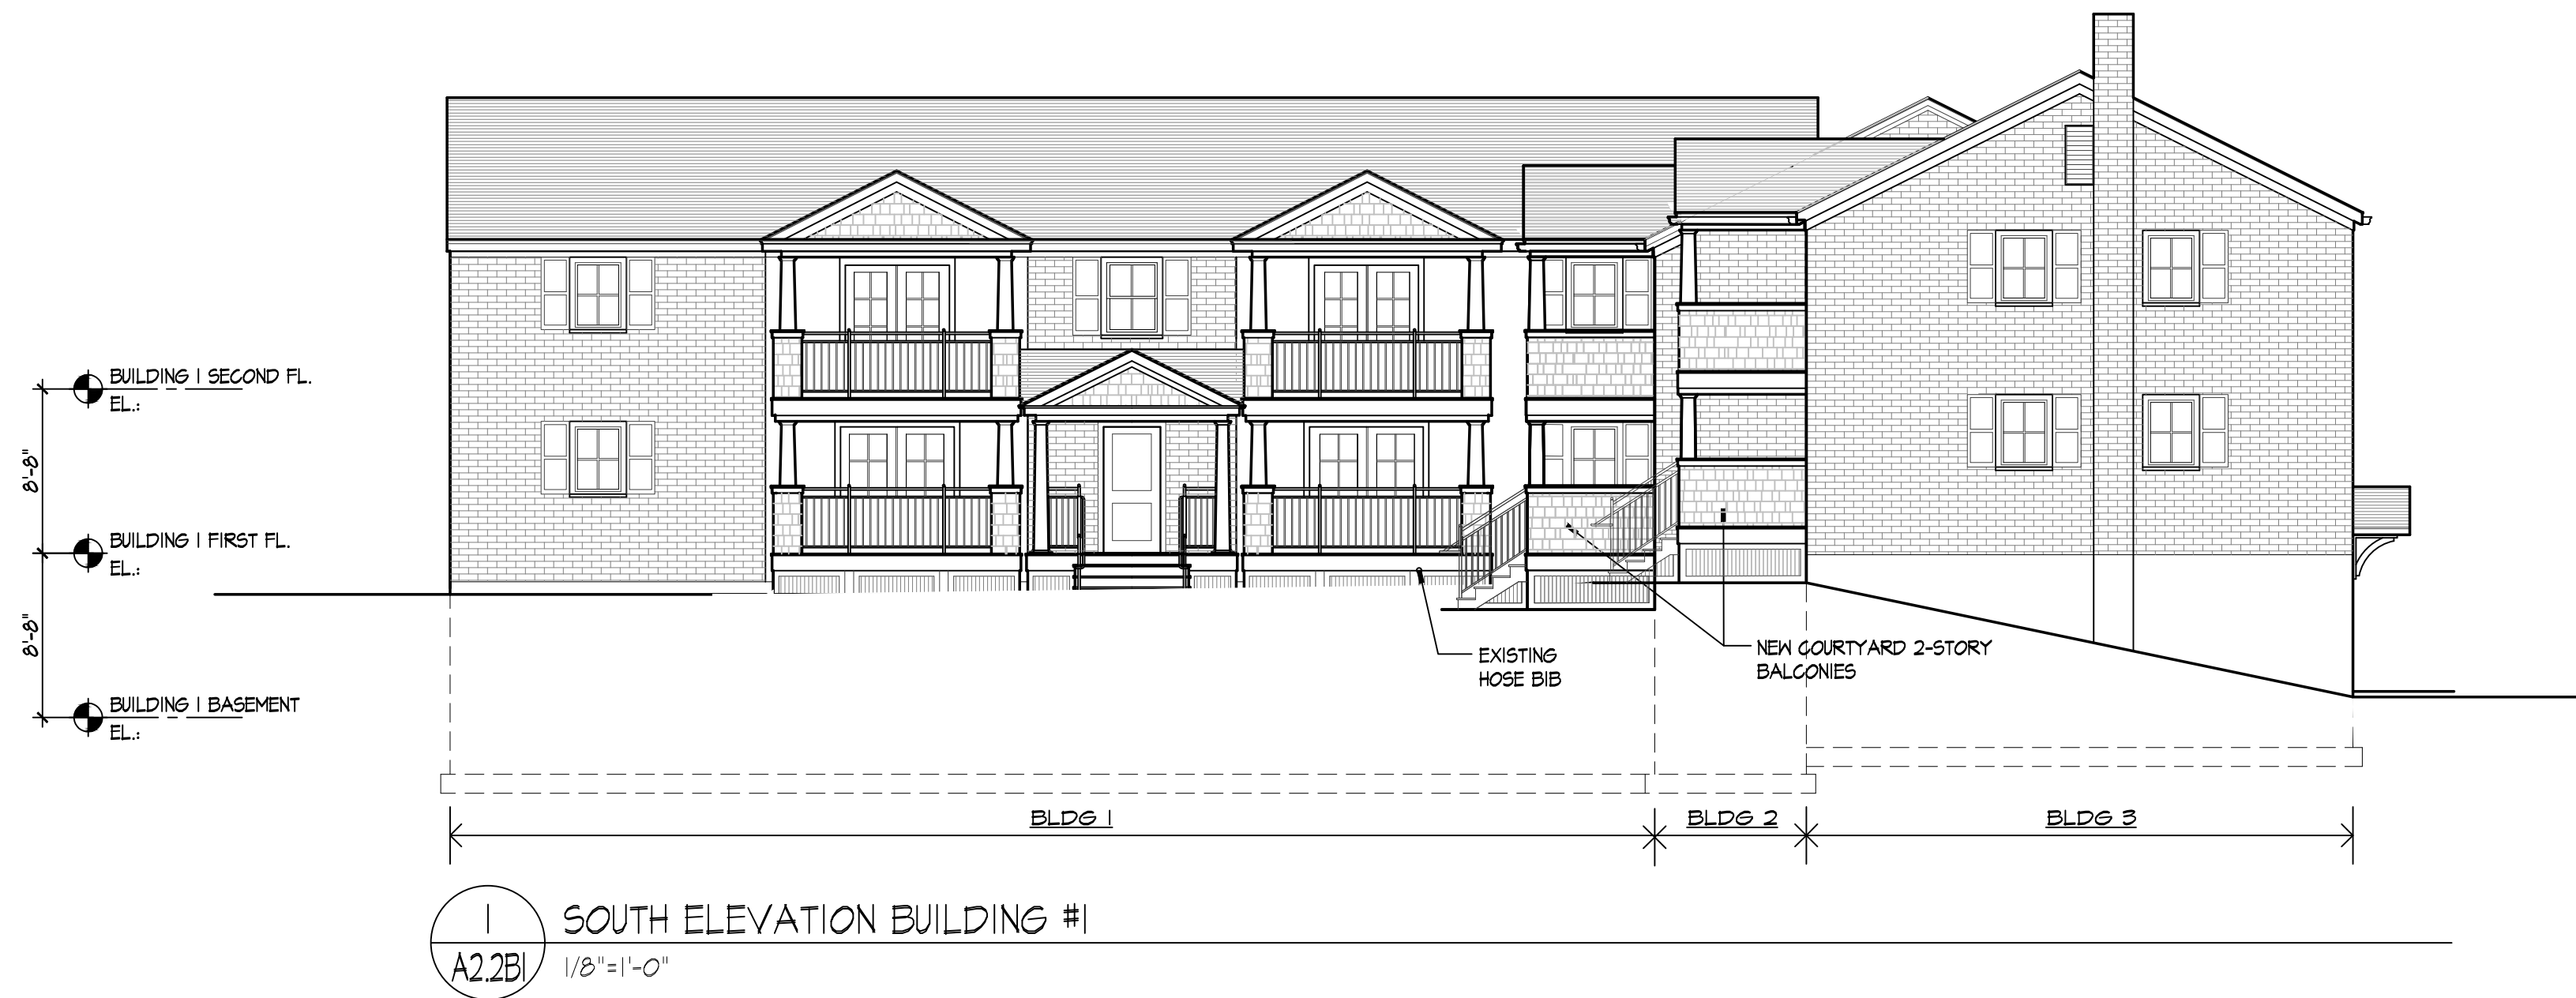 BUILDING 1 SECOND FL.
EL.:
8'-8"
BUILDING 1 FIRST FL.
EL.:
8'-8"
BUILDING 1 BASEMENT
EL.:
EXISTING
HOSE BIB
NEW COURTYARD 2-STORY
BALCONIES
BLDG 1
BLDG 2
BLDG 3
1
A2.2B1
SOUTH ELEVATION BUILDING #1
1/8"=1'-0"